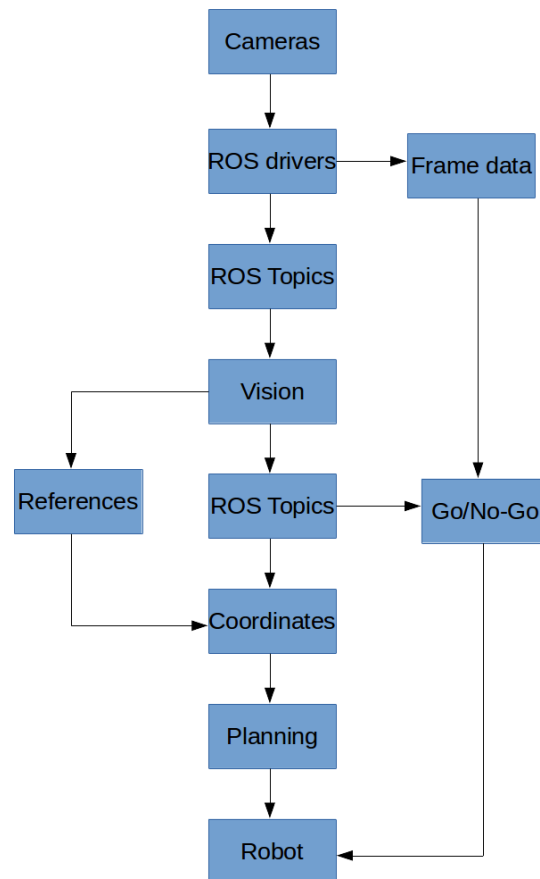 Cameras
ROS drivers
Frame data
ROS Topics
Vision
References
ROS Topics
Go/No-Go
Coordinates
Planning
Robot